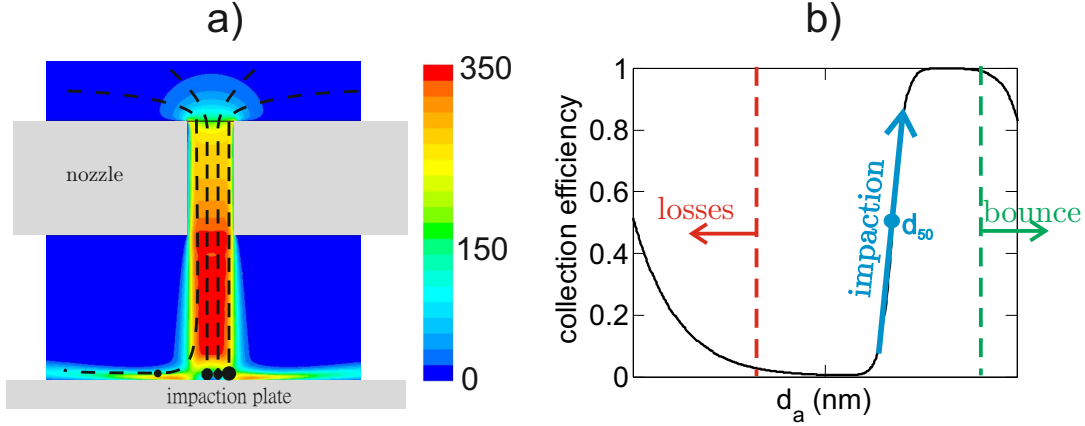 a)
nozzle
impaction plate
350
150
0
b)
collection efficiency
1
0.8
0.6
0.4
0.2
0
losses
impaction
d50
bounce
da (nm)